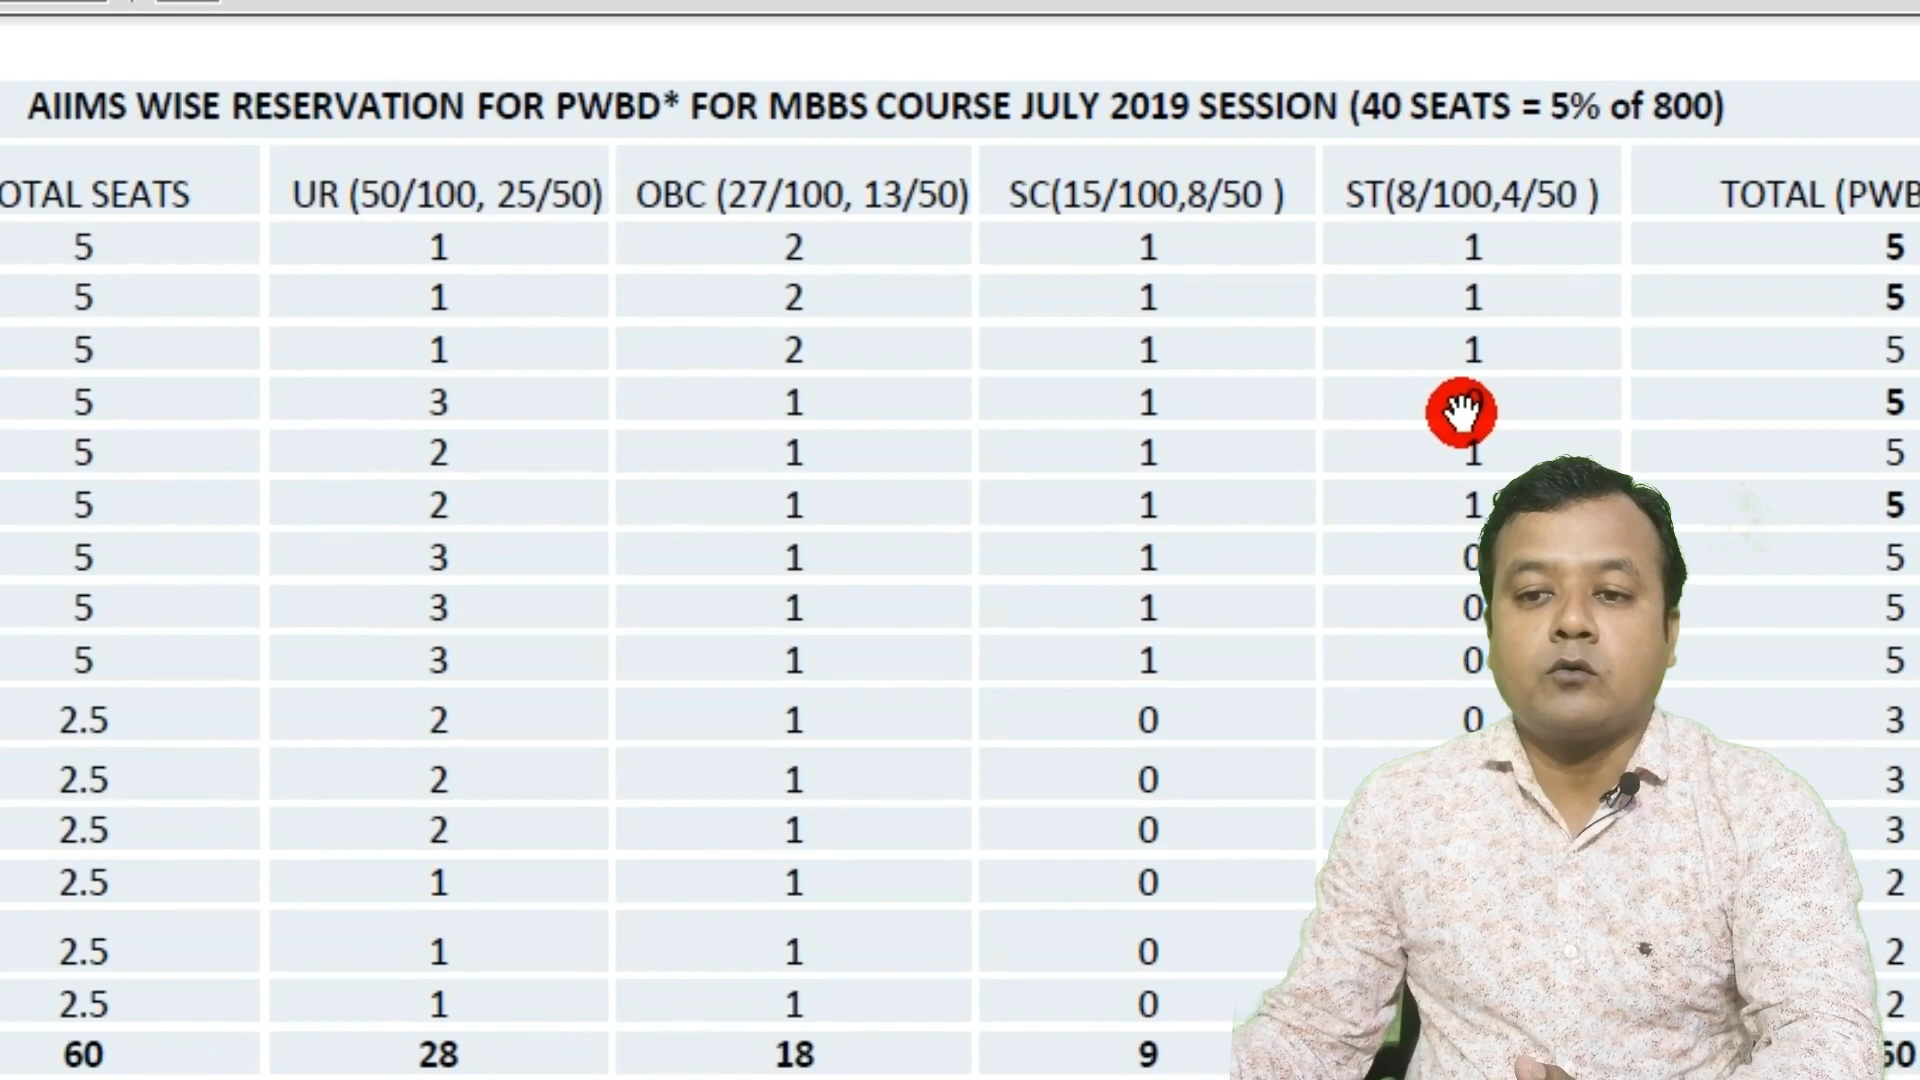 AIIMS WISE RESERVATION FOR PWBD* FOR MBBS COURSE JULY 2019 SESSION (40 SEATS = 5% of 800)
OTAL SEATS UR (50/100, 25/50) OBC (27/100, 13/50) SC(15/100,8/50 ) ST(8/100,4/50 ) TOTAL (PWB
5 1 2 1 1 5
5 1 2 1 1 5
5 1 2 1 1 5
5 3 1 1 5
5 2 1 1 1 5
5 2 1 1 1 5
5 3 1 1 0 5
5 3 1 1 0 5
5 3 1 1 0 5
2.5 2 1 0 0 3
2.5 2 1 0 3
2.5 2 1 0 3
2.5 1 1 0 2
2.5 1 1 0 2
2.5 1 1 0 2
60 28 18 9 60